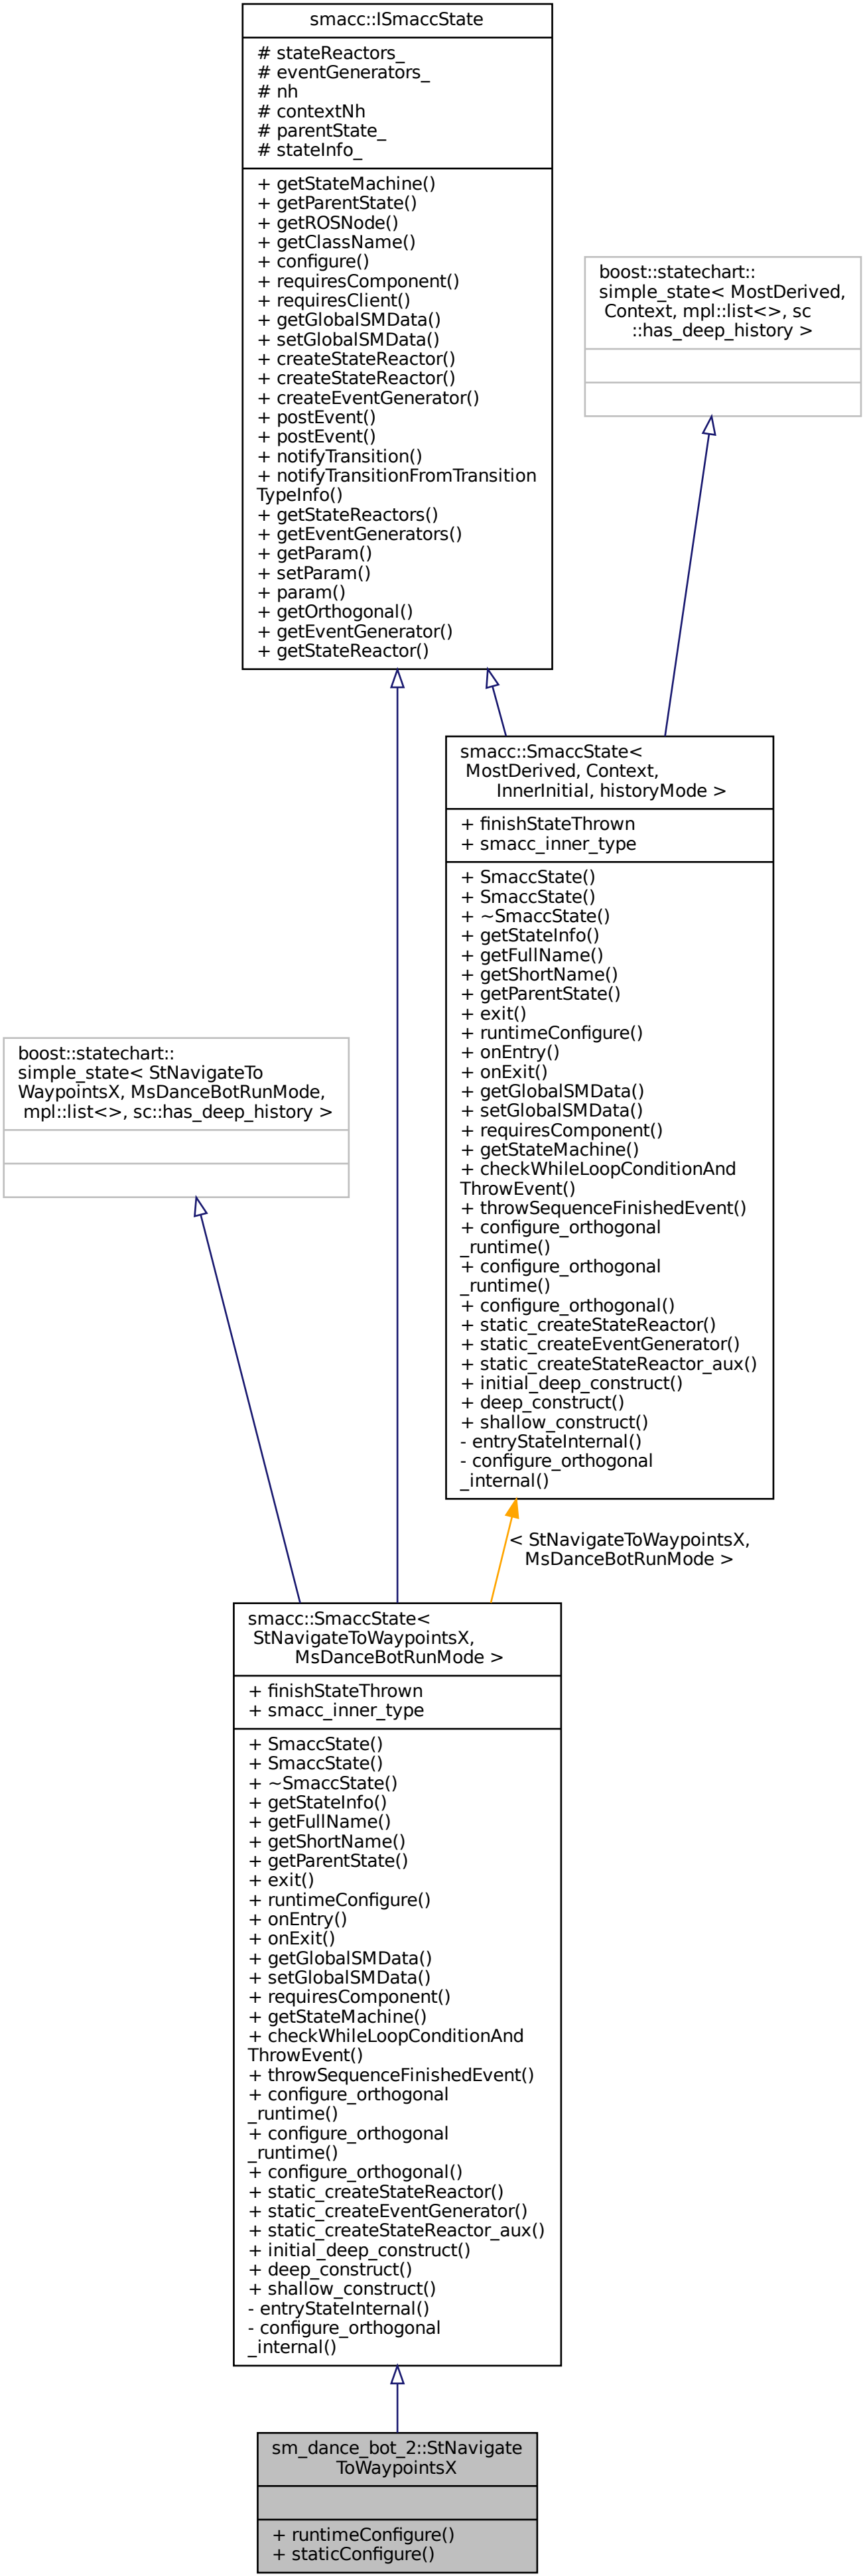 smacc::ISmaccState
# stateReactors_
# eventGenerators_
# nh
# contextNh
# parentState_
# stateInfo_
+ getStateMachine()
+ getParentState()
+ getROSNode()
+ getClassName()
+ configure()
+ requiresComponent()
+ requiresClient()
+ getGlobalSMData()
+ setGlobalSMData()
+ createStateReactor()
+ createStateReactor()
+ createEventGenerator()
+ postEvent()
+ postEvent()
+ notifyTransition()
+ notifyTransitionFromTransition
TypeInfo()
+ getStateReactors()
+ getEventGenerators()
+ getParam()
+ setParam()
+ param()
+ getOrthogonal()
+ getEventGenerator()
+ getStateReactor()
boost::statechart::
simple_state< MostDerived,
Context, mpl::list<>, sc
::has_deep_history >
smacc::SmaccState<
MostDerived, Context,
InnerInitial, historyMode >
+ finishStateThrown
+ smacc_inner_type
+ SmaccState()
+ SmaccState()
+ ~SmaccState()
+ getStateInfo()
+ getFullName()
+ getShortName()
+ getParentState()
+ exit()
+ runtimeConfigure()
+ onEntry()
+ onExit()
+ getGlobalSMData()
+ setGlobalSMData()
+ requiresComponent()
+ getStateMachine()
+ checkWhileLoopConditionAnd
ThrowEvent()
+ throwSequenceFinishedEvent()
+ configure_orthogonal
_runtime()
+ configure_orthogonal
_runtime()
+ configure_orthogonal()
+ static_createStateReactor()
+ static_createEventGenerator()
+ static_createStateReactor_aux()
+ initial_deep_construct()
+ deep_construct()
+ shallow_construct()
- entryStateInternal()
- configure_orthogonal
_internal()
boost::statechart::
simple_state< StNavigateTo
WaypointsX, MsDanceBotRunMode,
mpl::list<>, sc::has_deep_history >
< StNavigateToWaypointsX,
MsDanceBotRunMode >
smacc::SmaccState<
StNavigateToWaypointsX,
MsDanceBotRunMode >
+ finishStateThrown
+ smacc_inner_type
+ SmaccState()
+ SmaccState()
+ ~SmaccState()
+ getStateInfo()
+ getFullName()
+ getShortName()
+ getParentState()
+ exit()
+ runtimeConfigure()
+ onEntry()
+ onExit()
+ getGlobalSMData()
+ setGlobalSMData()
+ requiresComponent()
+ getStateMachine()
+ checkWhileLoopConditionAnd
ThrowEvent()
+ throwSequenceFinishedEvent()
+ configure_orthogonal
_runtime()
+ configure_orthogonal
_runtime()
+ configure_orthogonal()
+ static_createStateReactor()
+ static_createEventGenerator()
+ static_createStateReactor_aux()
+ initial_deep_construct()
+ deep_construct()
+ shallow_construct()
- entryStateInternal()
- configure_orthogonal
_internal()
sm_dance_bot_2::StNavigate
ToWaypointsX
+ runtimeConfigure()
+ staticConfigure()